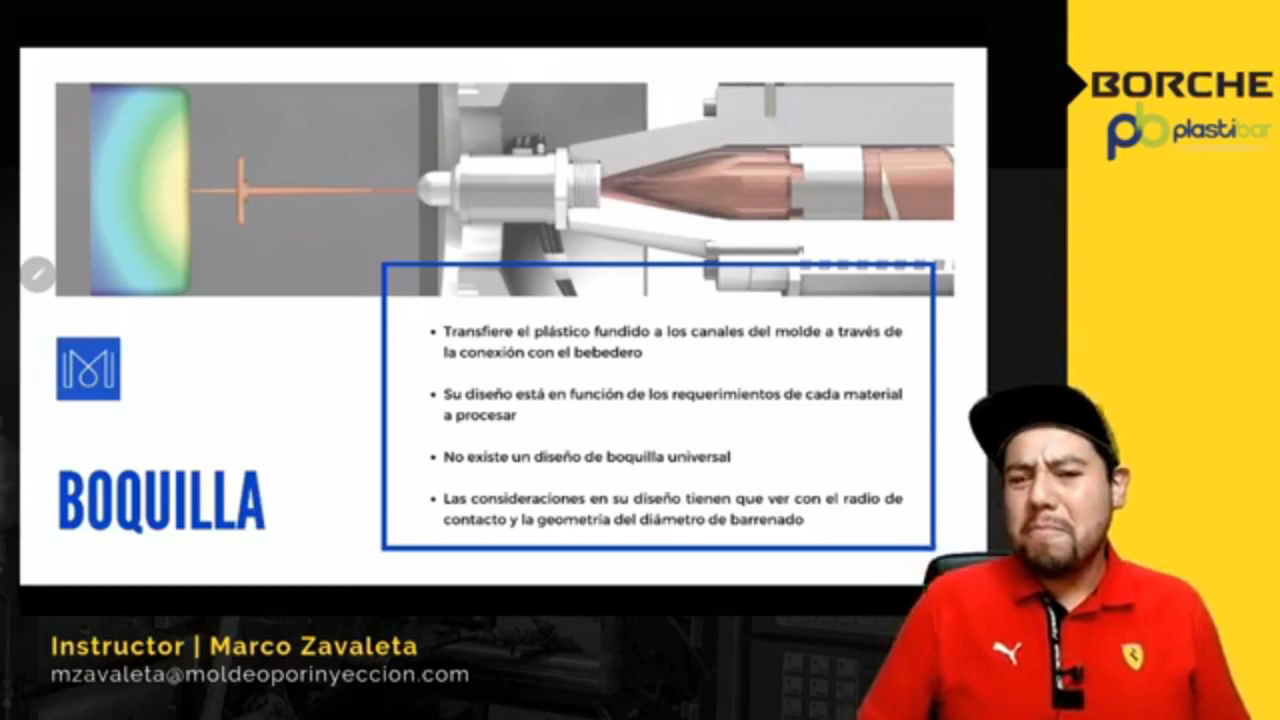 BORCHE
pb plastibar
• Transfiere el plástico fundido a los canales del molde a través de
la conexión con el bebedero
• Su diseño está en función de los requerimientos de cada material
a procesar
• No existe un diseño de boquilla universal
• Las consideraciones en su diseño tienen que ver con el radio de
contacto y la geometría del diámetro de barrenado
M
BOQUILLA
Instructor | Marco Zavaleta
mzavaleta@moldeoporinyeccion.com